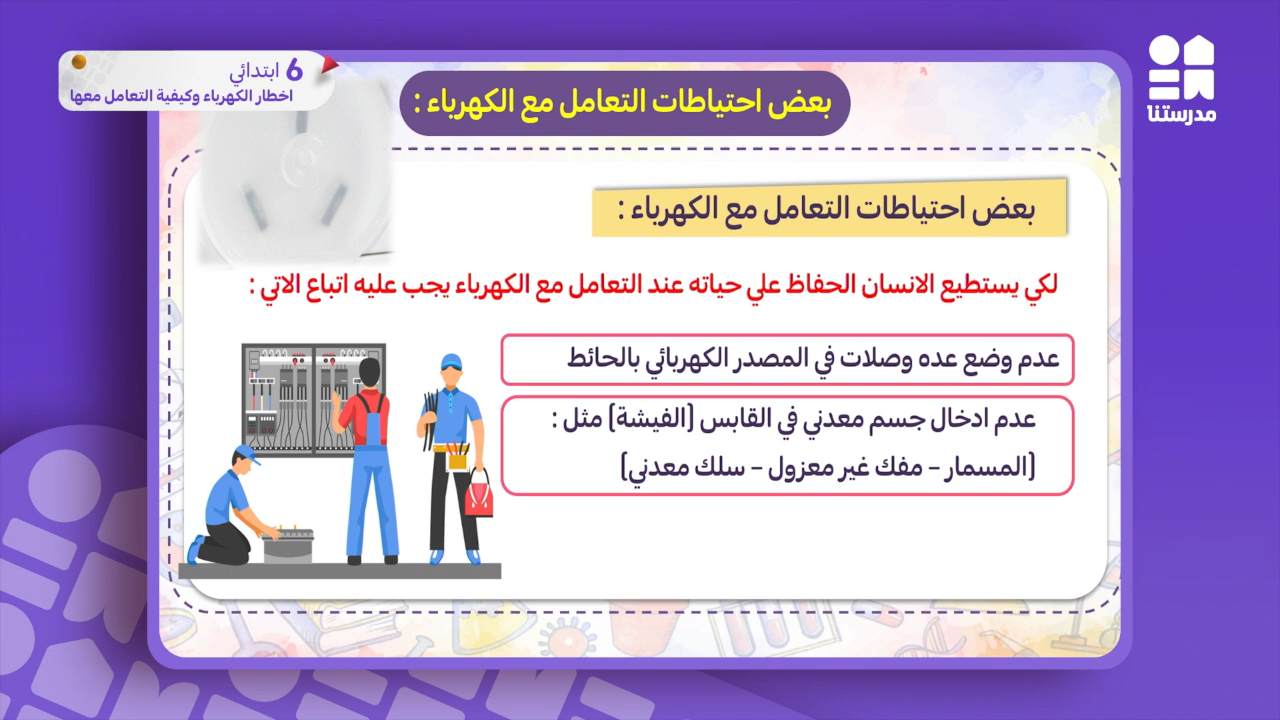 6 ابتدائي
اخطار الكهرباء وكيفية التعامل معها
مدرستنا
بعض احتياطات التعامل مع الكهرباء :
بعض احتياطات التعامل مع الكهرباء :
لكي يستطيع الانسان الحفاظ علي حياته عند التعامل مع الكهرباء يجب عليه اتباع الاتي :
عدم وضع عده وصلات في المصدر الكهربائي بالحائط
عدم ادخال جسم معدني في القابس (الفيشة) مثل :
(المسمار – مفك غير معزول – سلك معدني)